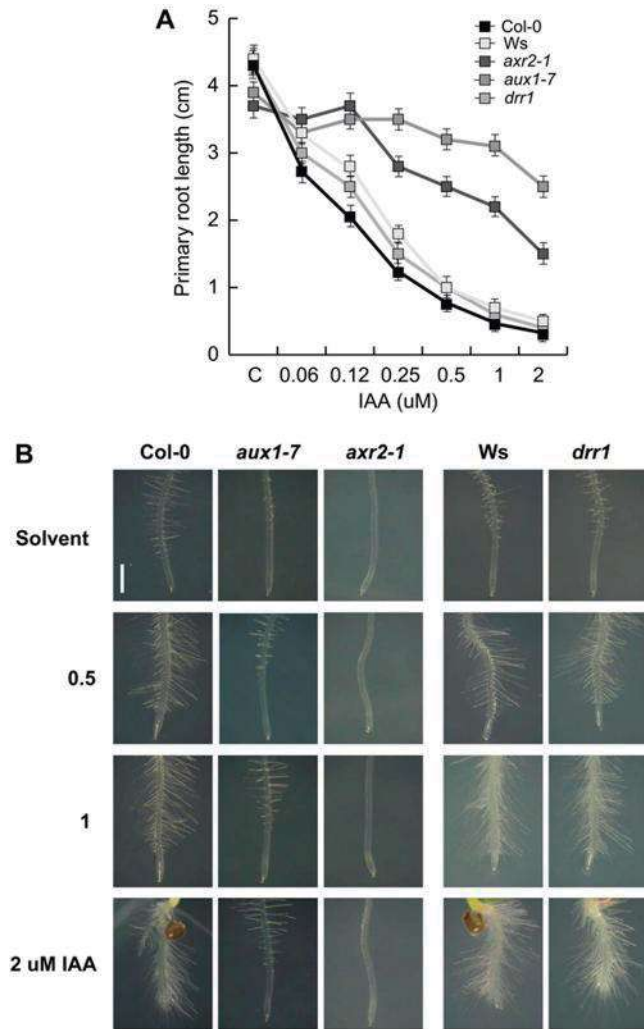 A
Col-0
Ws
axr2-1
aux1-7
drr1
Primary root length (cm)
5
4
3
2
1
0
C 0.06 0.12 0.25 0.5 1 2
IAA (uM)
B
Col-0 aux1-7 axr2-1 Ws drr1
Solvent
0.5
1
2 uM IAA